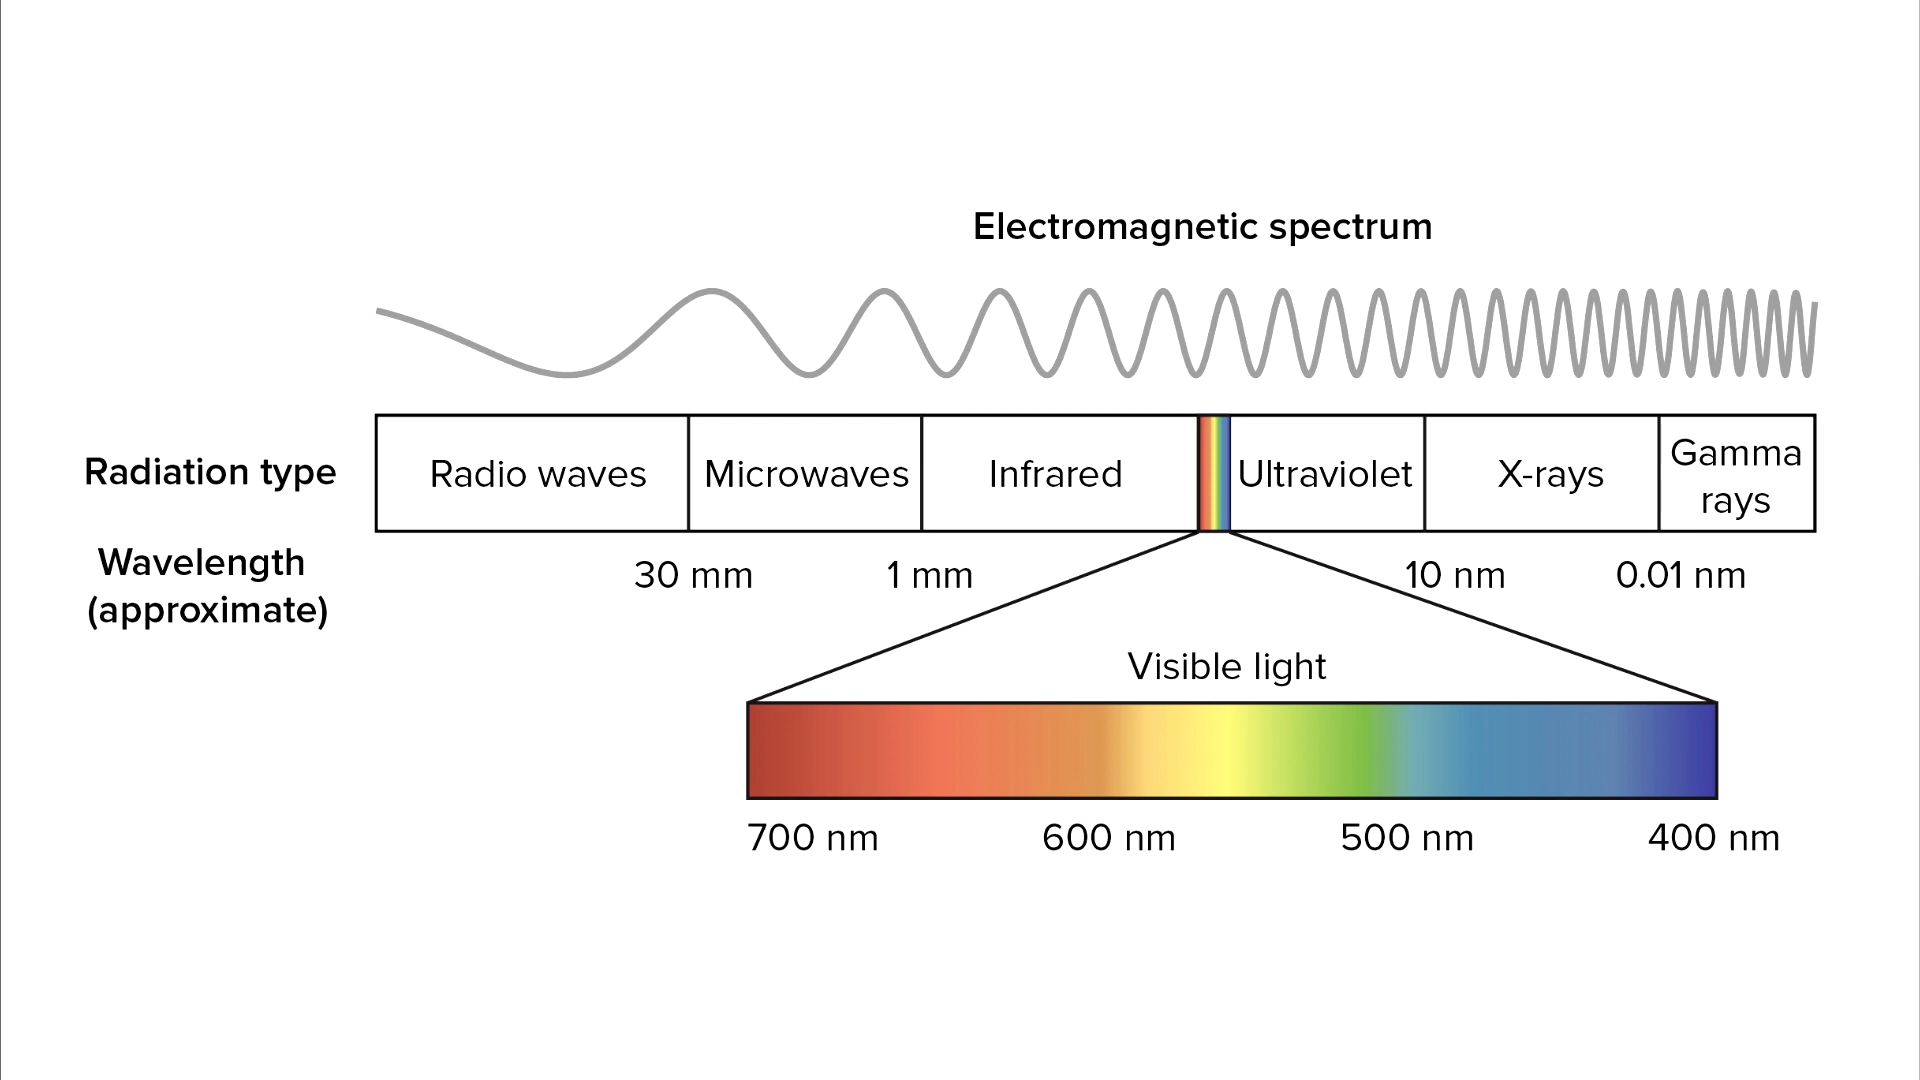 Electromagnetic spectrum
Radiation type
Radio waves
Microwaves
Infrared
Ultraviolet
X-rays
Gamma
rays
Wavelength
(approximate)
30 mm
1 mm
10 nm
0.01 nm
Visible light
700 nm
600 nm
500 nm
400 nm